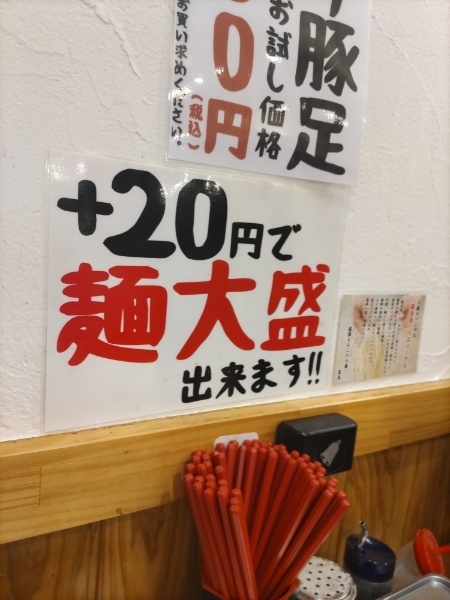 豚足
お試し価格
0円
(税込)
お買い求めください。
+20円で
麺大盛
出来ます!!